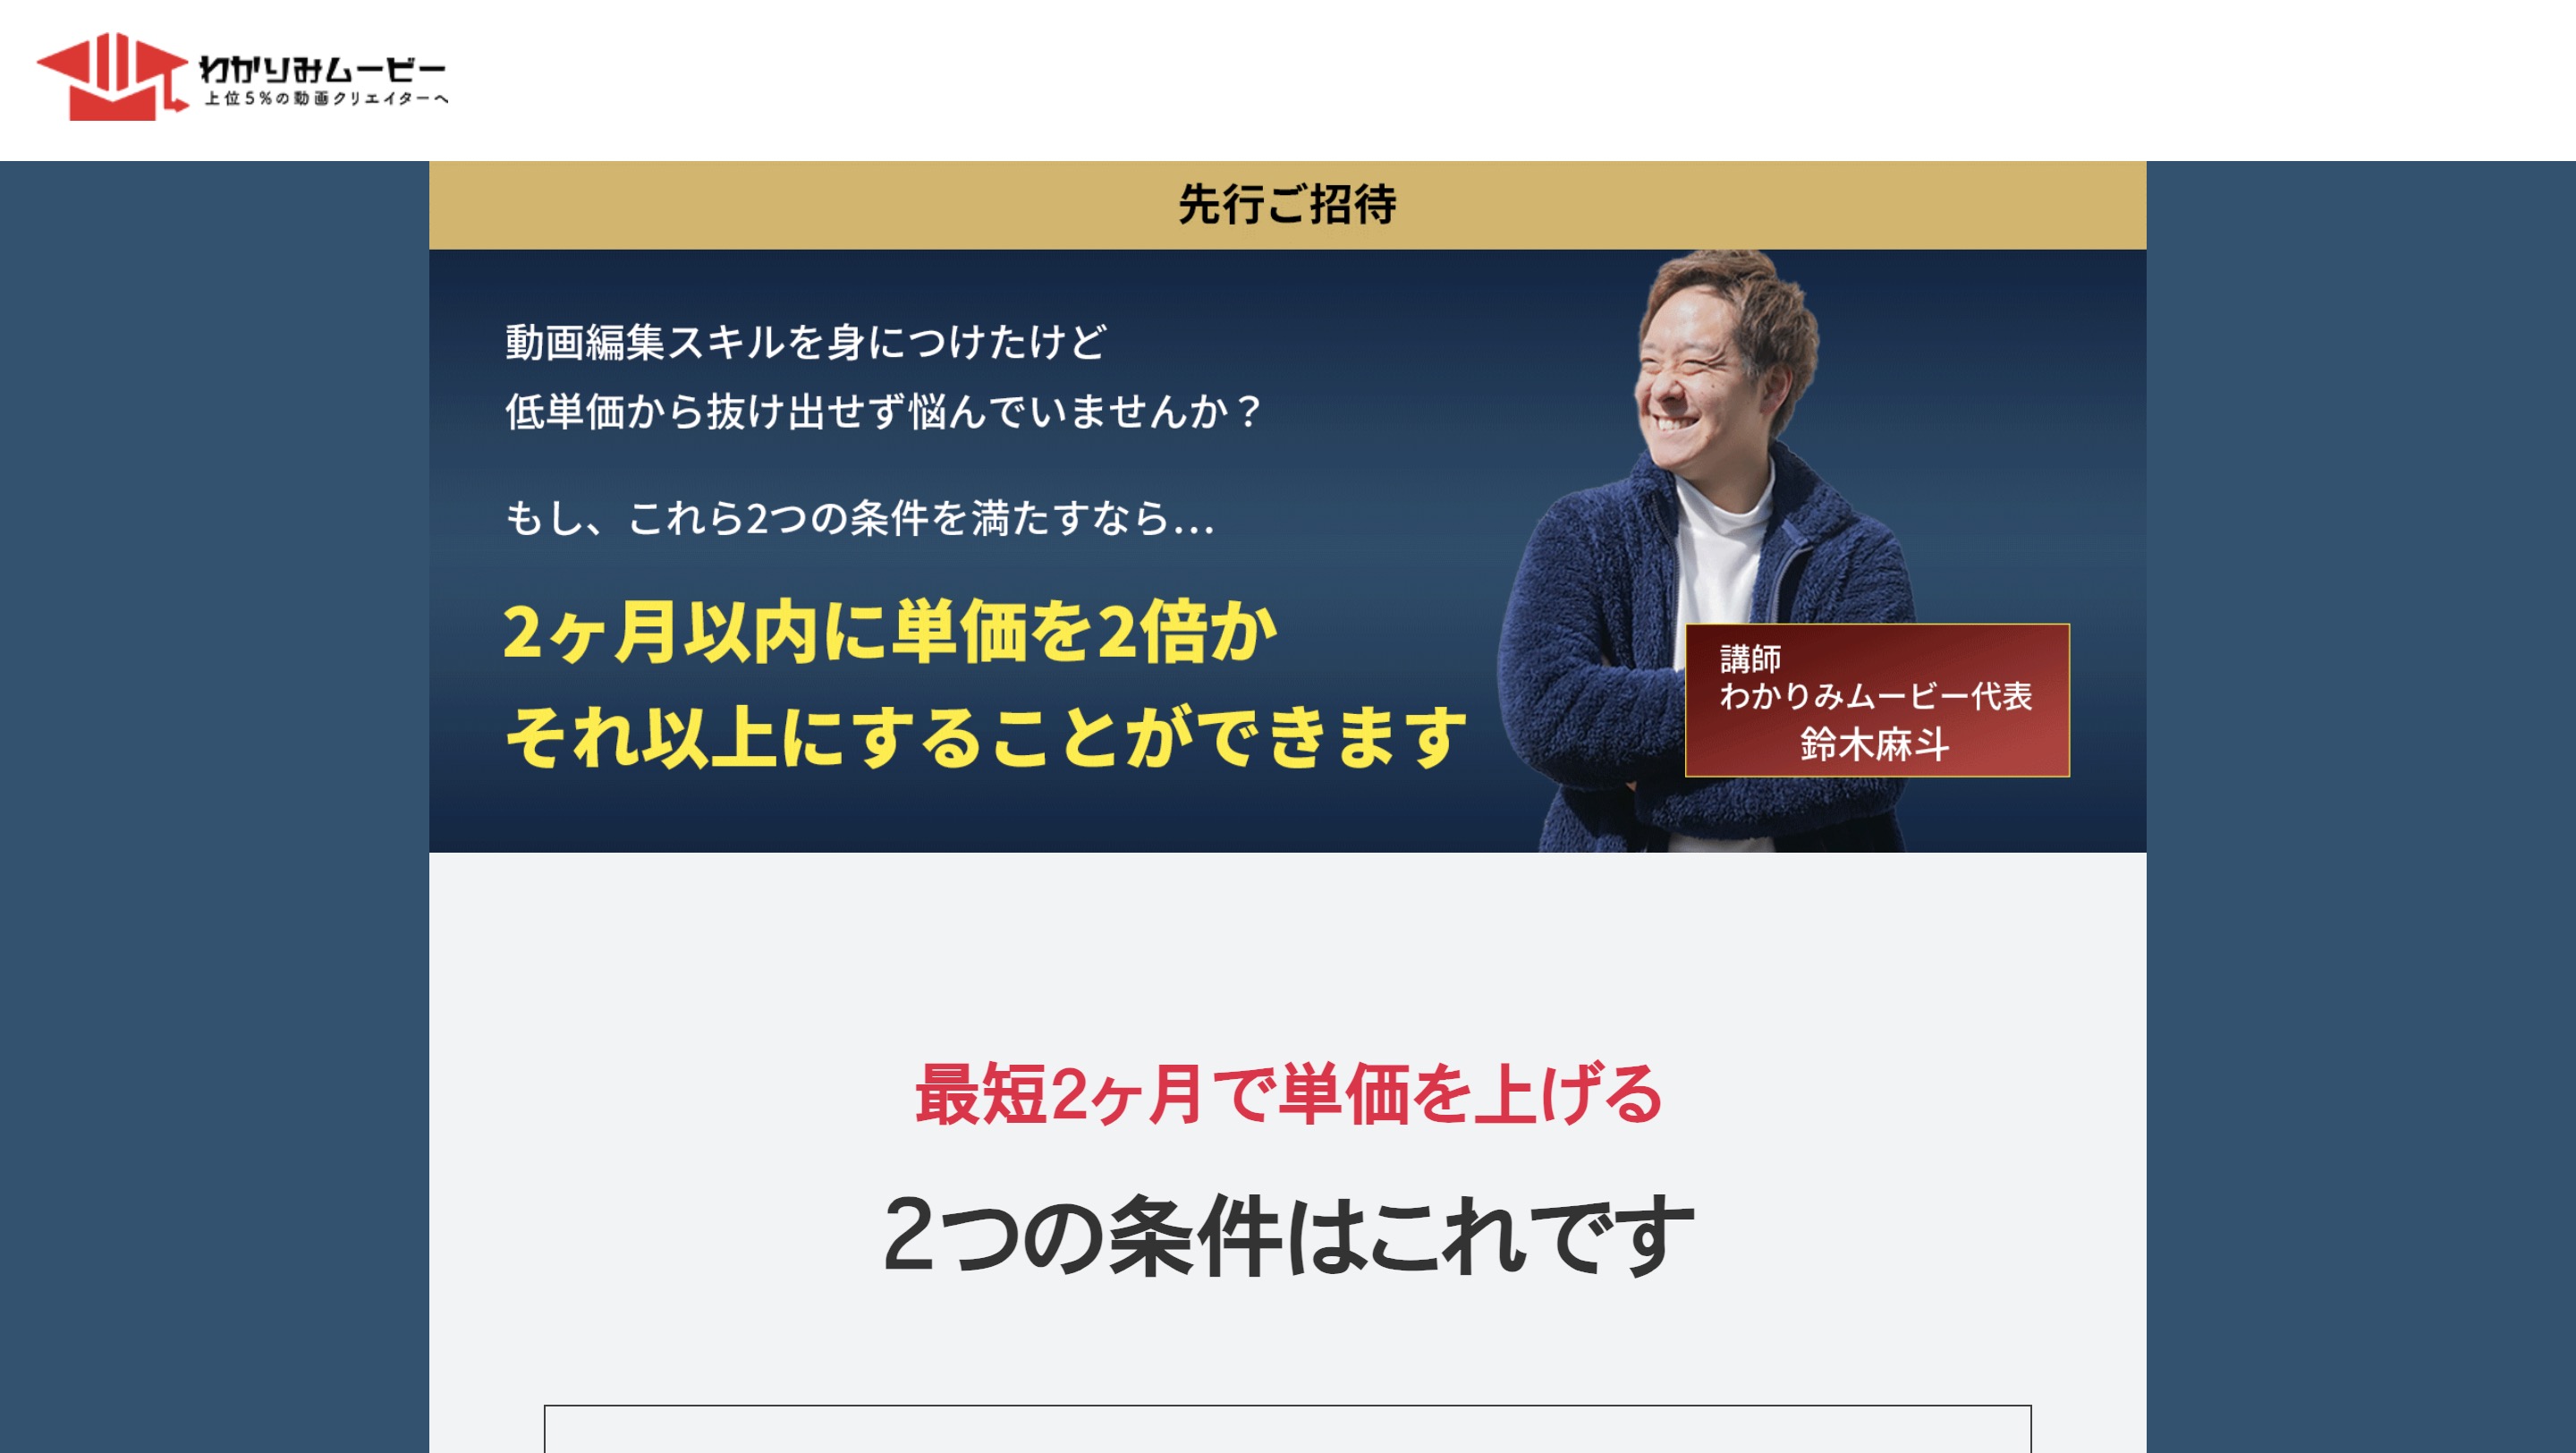 わかりみムービー
上位5%の動画クリエイターへ
先行ご招待
動画編集スキルを身につけたけど
低単価から抜け出せず悩んでいませんか？
もし、これら2つの条件を満たすなら…
2ヶ月以内に単価を2倍か
それ以上にすることができます
講師
わかりみムービー代表
鈴木麻斗
最短2ヶ月で単価を上げる
2つの条件はこれです